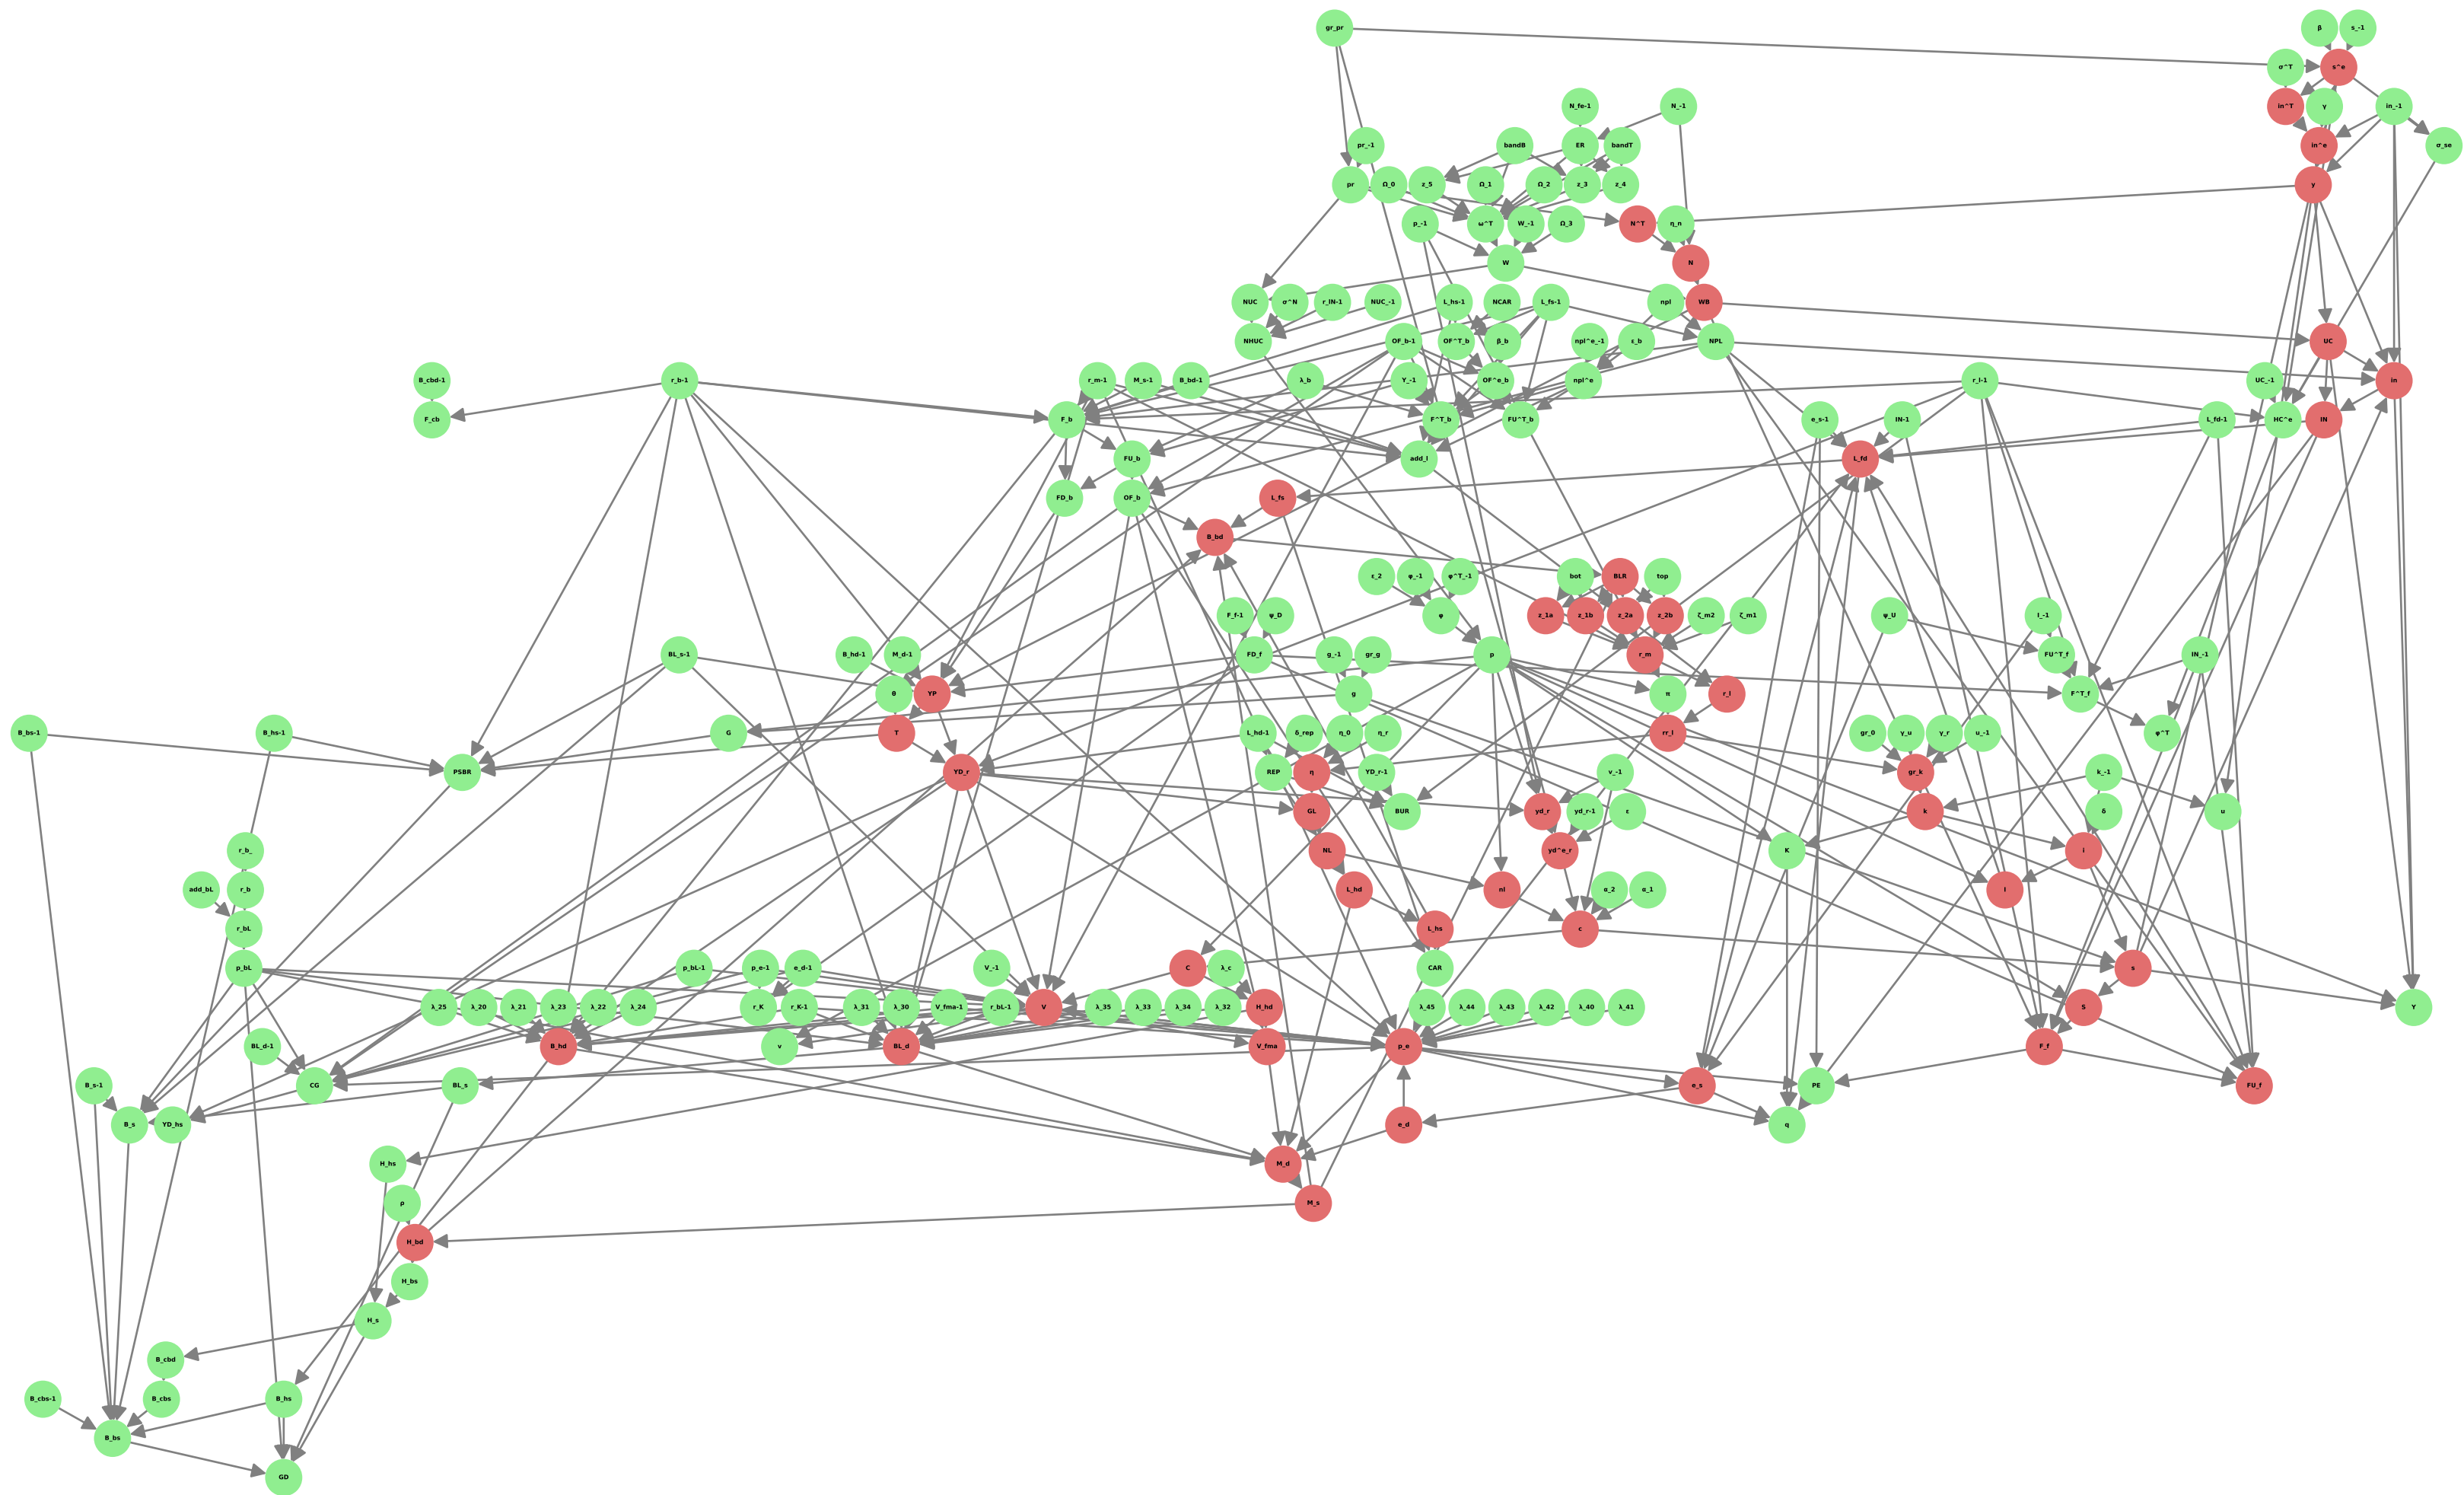 gr_pr
β
s_-1
σ^T
s^e
N_fe-1
N_-1
in^T
γ
in_-1
pr_-1
bandB
ER
bandT
in^e
σ_se
pr
Ω_0
z_5
Ω_1
Ω_2
z_3
z_4
y
p_-1
ω^T
W_-1
Ω_3
N^T
η_n
W
N
NUC
σ^N
r_lN-1
NUC_-1
L_hs-1
NCAR
L_fs-1
npl
WB
NHUC
OF_b-1
OF^T_b
β_b
npl^e_-1
ε_b
NPL
UC
B_cbd-1
r_b-1
r_m-1
M_s-1
B_bd-1
λ_b
Y_-1
OF^e_b
npl^e
r_l-1
UC_-1
in
F_cb
F_b
F^T_b
FU^T_b
e_s-1
IN-1
L_fd-1
HC^e
IN
FU_b
add_l
L_fd
FD_b
OF_b
L_fs
B_bd
ε_2
φ_-1
φ^T_-1
bot
BLR
top
F_f-1
ψ_D
φ
z_1a
z_1b
z_2a
z_2b
ζ_m2
ζ_m1
ψ_U
I_-1
BL_s-1
B_hd-1
M_d-1
FD_f
g_-1
gr_g
p
r_m
FU^T_f
IN_-1
θ
YP
g
π
r_l
F^T_f
B_bs-1
B_hs-1
G
T
L_hd-1
δ_rep
η_0
η_r
rr_l
gr_0
γ_u
γ_r
u_-1
φ^T
PSBR
YD_r
REP
η
YD_r-1
v_-1
gr_k
k_-1
GL
BUR
yd_r
yd_r-1
ε
k
δ
u
r_b_
NL
yd^e_r
K
i
add_bL
r_b
L_hd
nl
α_2
α_1
I
r_bL
L_hs
c
p_bL
p_bL-1
p_e-1
e_d-1
V_-1
C
λ_c
CAR
s
λ_25
λ_20
λ_21
λ_23
λ_22
λ_24
r_K
r_K-1
λ_31
λ_30
V_fma-1
r_bL-1
V
λ_35
λ_33
λ_34
λ_32
H_hd
λ_45
λ_44
λ_43
λ_42
λ_40
λ_41
S
Y
BL_d-1
B_hd
v
BL_d
V_fma
p_e
F_f
B_s-1
CG
BL_s
e_s
PE
FU_f
B_s
YD_hs
e_d
q
H_hs
M_d
ρ
M_s
H_bd
H_bs
H_s
B_cbd
B_cbs-1
B_cbs
B_hs
B_bs
GD